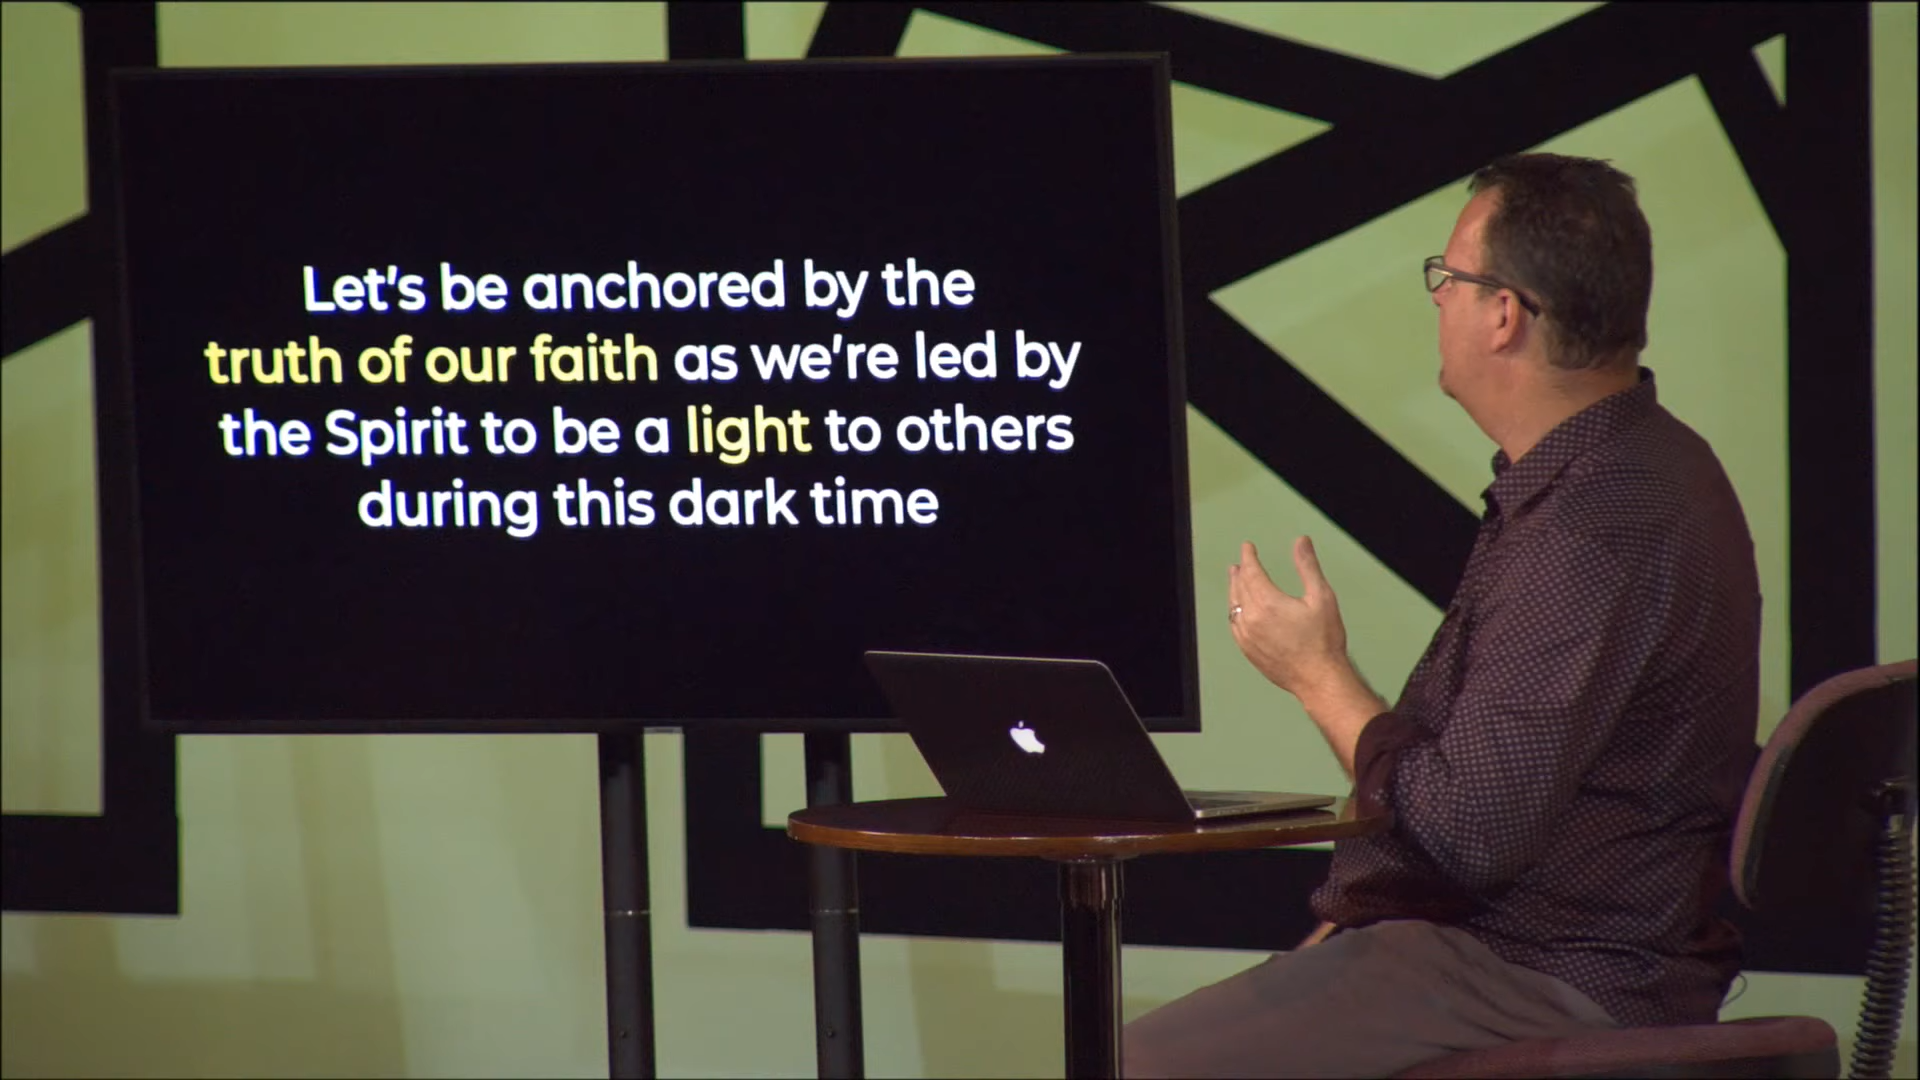 Let's be anchored by the
truth of our faith as we're led by
the Spirit to be a light to others
during this dark time